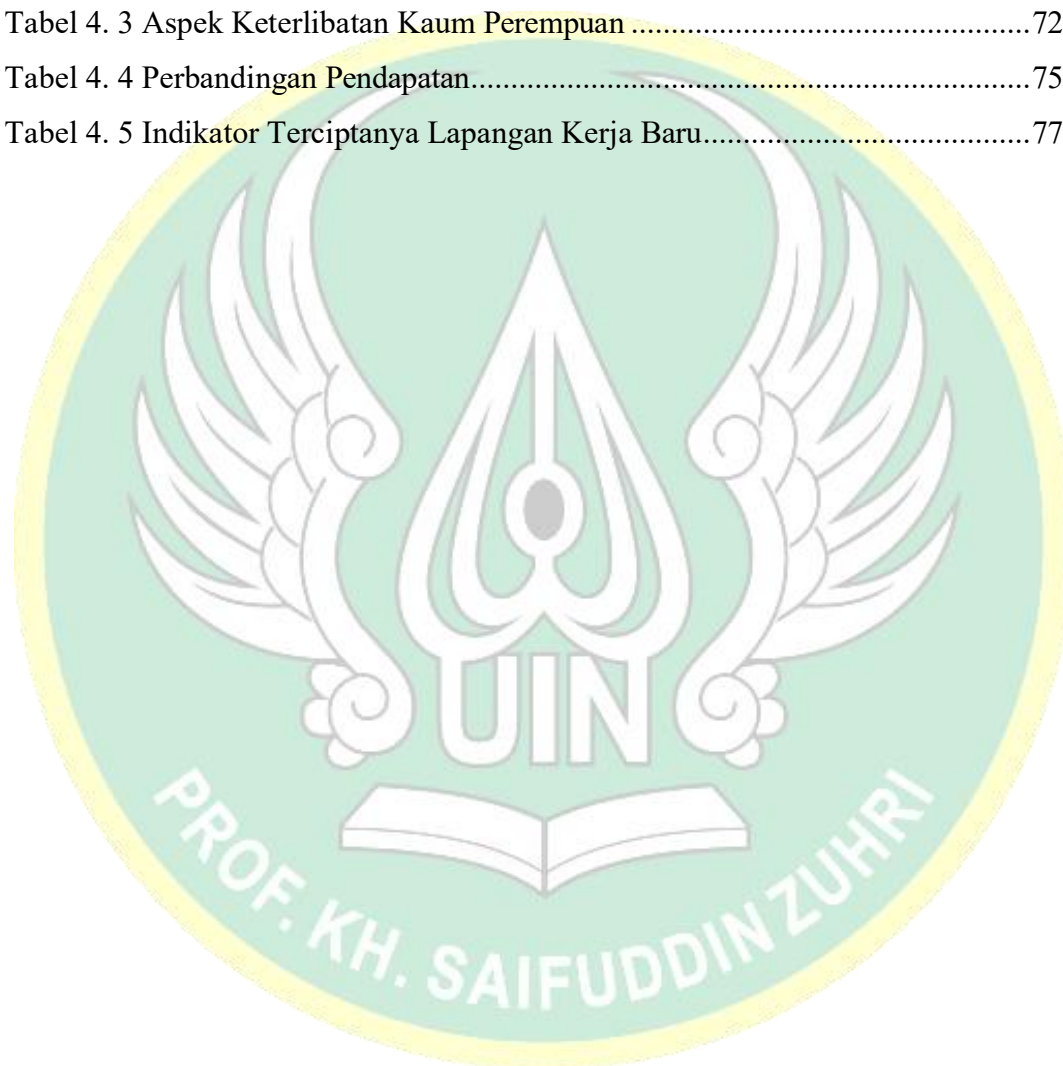 Tabel 4. 3 Aspek Keterlibatan Kaum Perempuan .................................................72
Tabel 4. 4 Perbandingan Pendapatan.....................................................................75
Tabel 4. 5 Indikator Terciptanya Lapangan Kerja Baru........................................77
UIN
PROF. KH. SAIFUDDIN ZUHRI